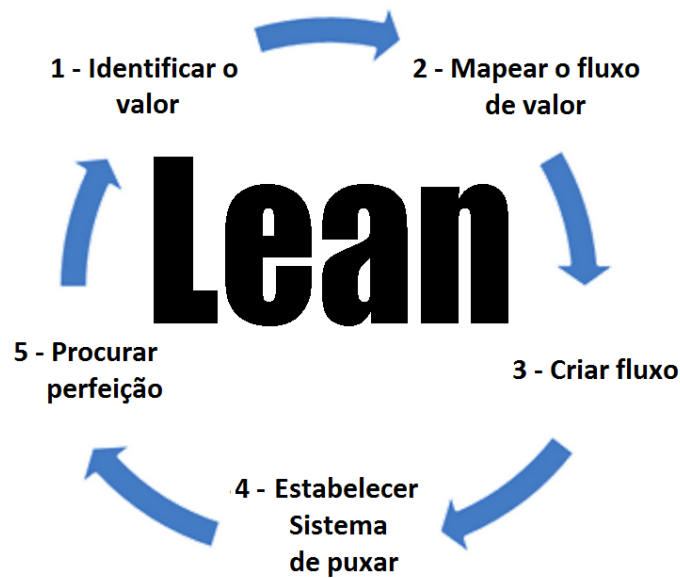 1 - Identificar o
valor
2 - Mapear o fluxo
de valor
Lean
3 - Criar fluxo
4 - Estabelecer
Sistema
de puxar
5 - Procurar
perfeição